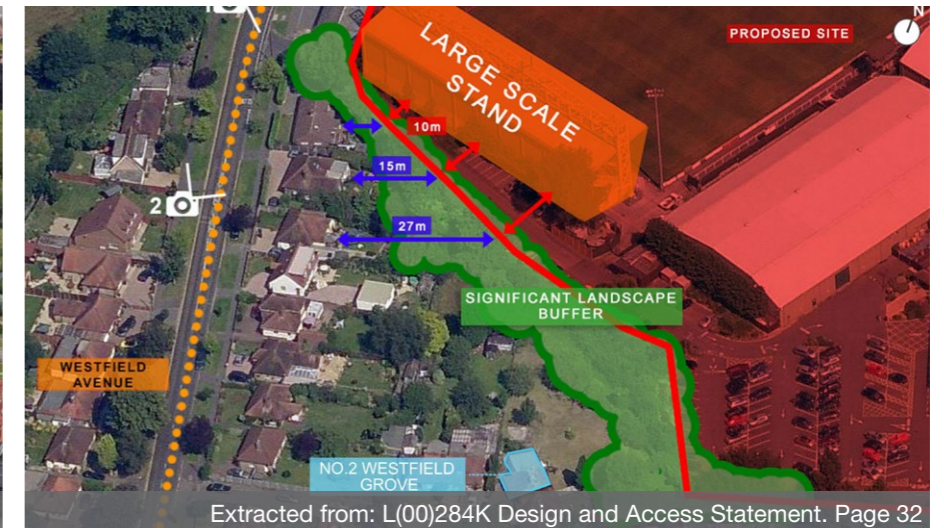 N
PROPOSED SITE
LARGE SCALE
STAND
10m
15m
2
27m
SIGNIFICANT LANDSCAPE
BUFFER
WESTFIELD
AVENUE
NO.2 WESTFIELD
GROVE
Extracted from: L(00)284K Design and Access Statement. Page 32